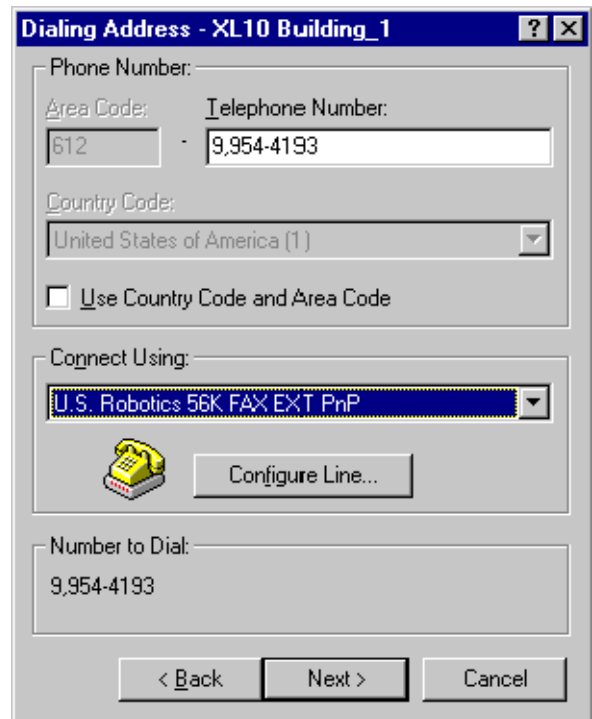 Dialing Address - XL10 Building_1
Phone Number:
Area Code: Telephone Number:
612 - 9,954-4193
Country Code:
United States of America (1)
Use Country Code and Area Code
Connect Using:
U.S. Robotics 56K FAX EXT PnP
Configure Line...
Number to Dial:
9,954-4193
< Back Next > Cancel